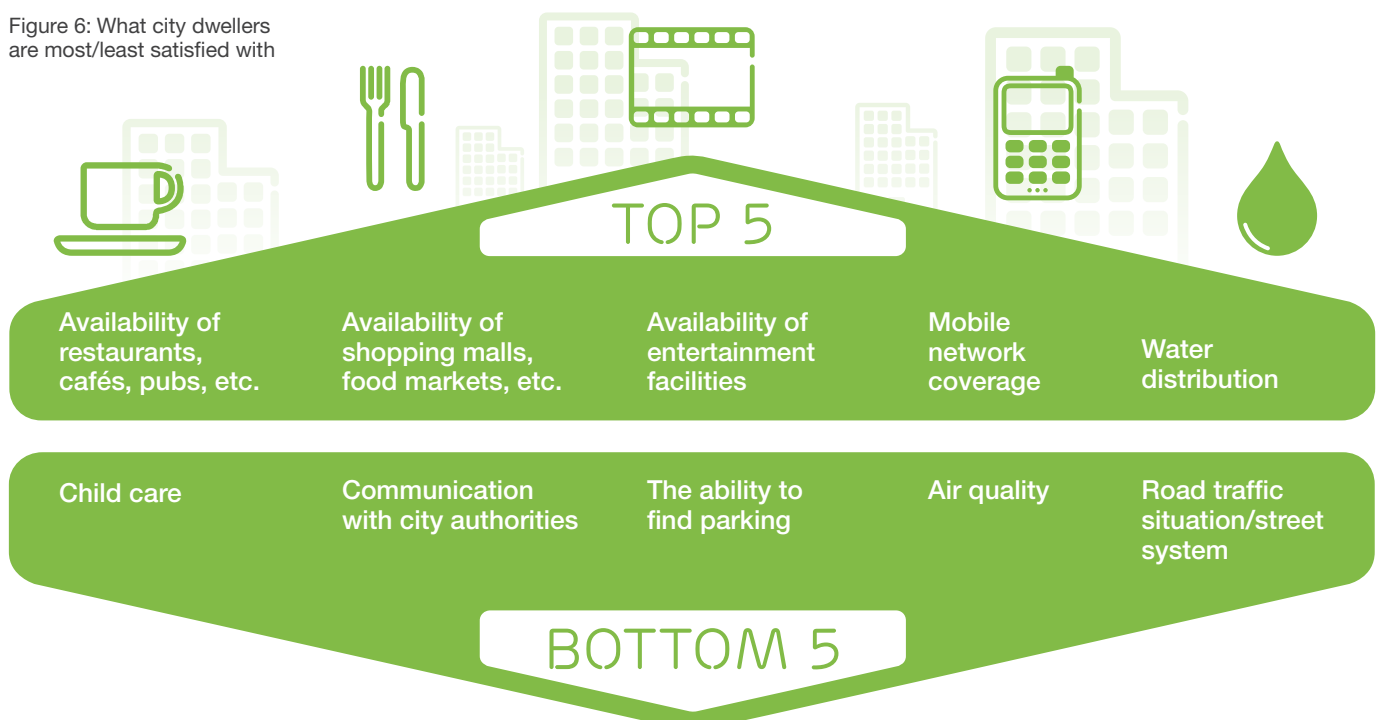 Figure 6: What city dwellers
are most/least satisfied with
TOP 5
Availability of
restaurants,
cafés, pubs, etc.
Availability of
shopping malls,
food markets, etc.
Availability of
entertainment
facilities
Mobile
network
coverage
Water
distribution
Child care
Communication
with city authorities
The ability to
find parking
Air quality
Road traffic
situation/street
system
BOTTOM 5